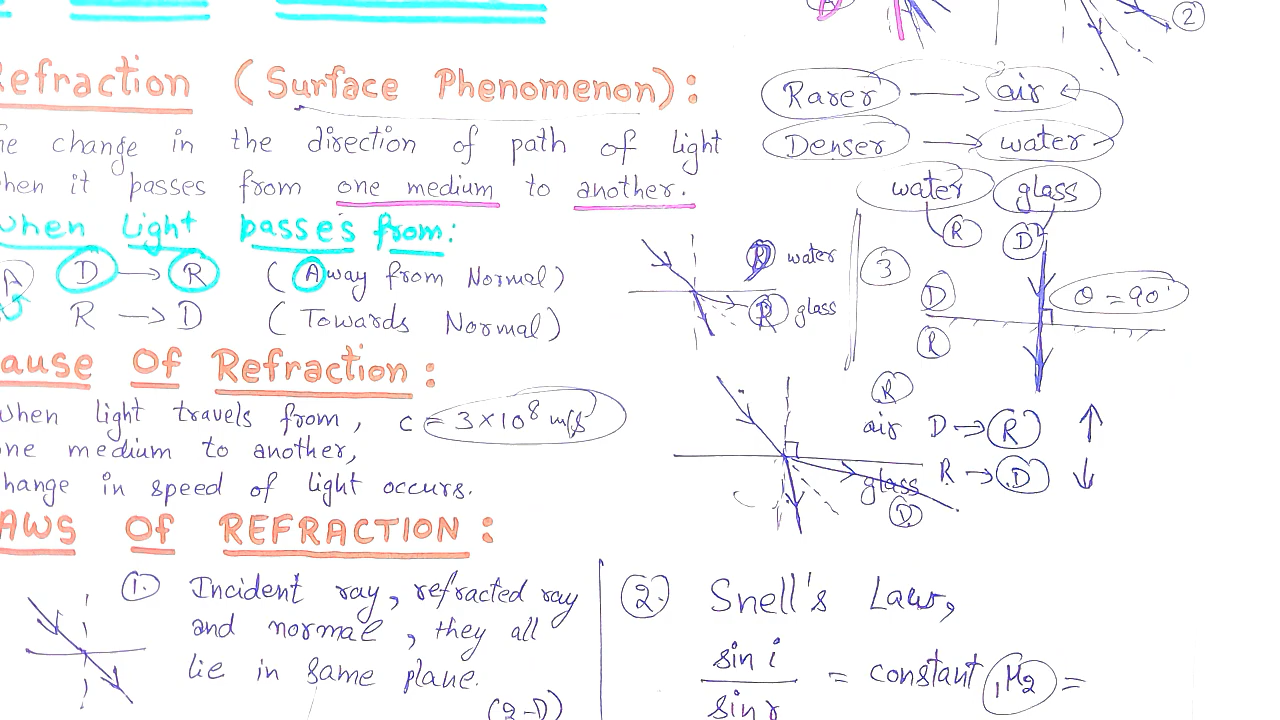 2
Refraction (Surface Phenomenon):
The change in the direction of path of light
when it passes from one medium to another.
When Light passes from:
A D → R (Away from Normal)
R → D (Towards Normal)
Cause Of Refraction:
When light travels from, c = 3×10⁸ m/s
one medium to another,
change in speed of light occurs.
LAWS Of REFRACTION:
1. Incident ray, refracted ray
and normal, they all
lie in same plane.
(2-D)
Rarer → air
Denser → water
water glass
R D
water
glass
3
D
R
θ = 90°
R
air D → R ↑
glass R → D ↓
D
2. Snell's Law,
sin i
= constant ₁μ₂ =
sin r